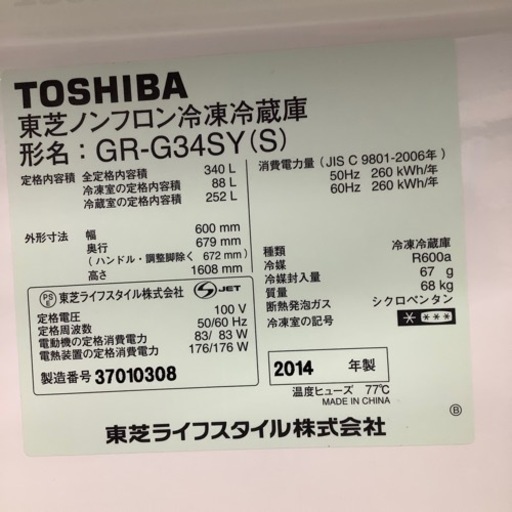 TOSHIBA
東芝ノンフロン冷凍冷蔵庫
形名：GR-G34SY(S)
定格内容積 全定格内容積 340 L
冷凍室の定格内容積 88 L
冷蔵室の定格内容積 252 L
消費電力量（JIS C 9801-2006年）
50Hz 260 kWh/年
60Hz 260 kWh/年
外形寸法 幅 600 mm
奥行 679 mm
（ハンドル・調整脚除く 672 mm）
高さ 1608 mm
種類 冷凍冷蔵庫
冷媒 R600a
冷媒封入量 67 g
質量 68 kg
断熱発泡ガス シクロペンタン
冷凍室の記号
PS
E
東芝ライフスタイル株式会社
S JET
定格電圧 100 V
定格周波数 50/60 Hz
電動機の定格消費電力 83/ 83 W
電熱装置の定格消費電力 176/176 W
製造番号 37010308
2014 年製
温度ヒューズ 77℃
MADE IN CHINA
B
東芝ライフスタイル株式会社